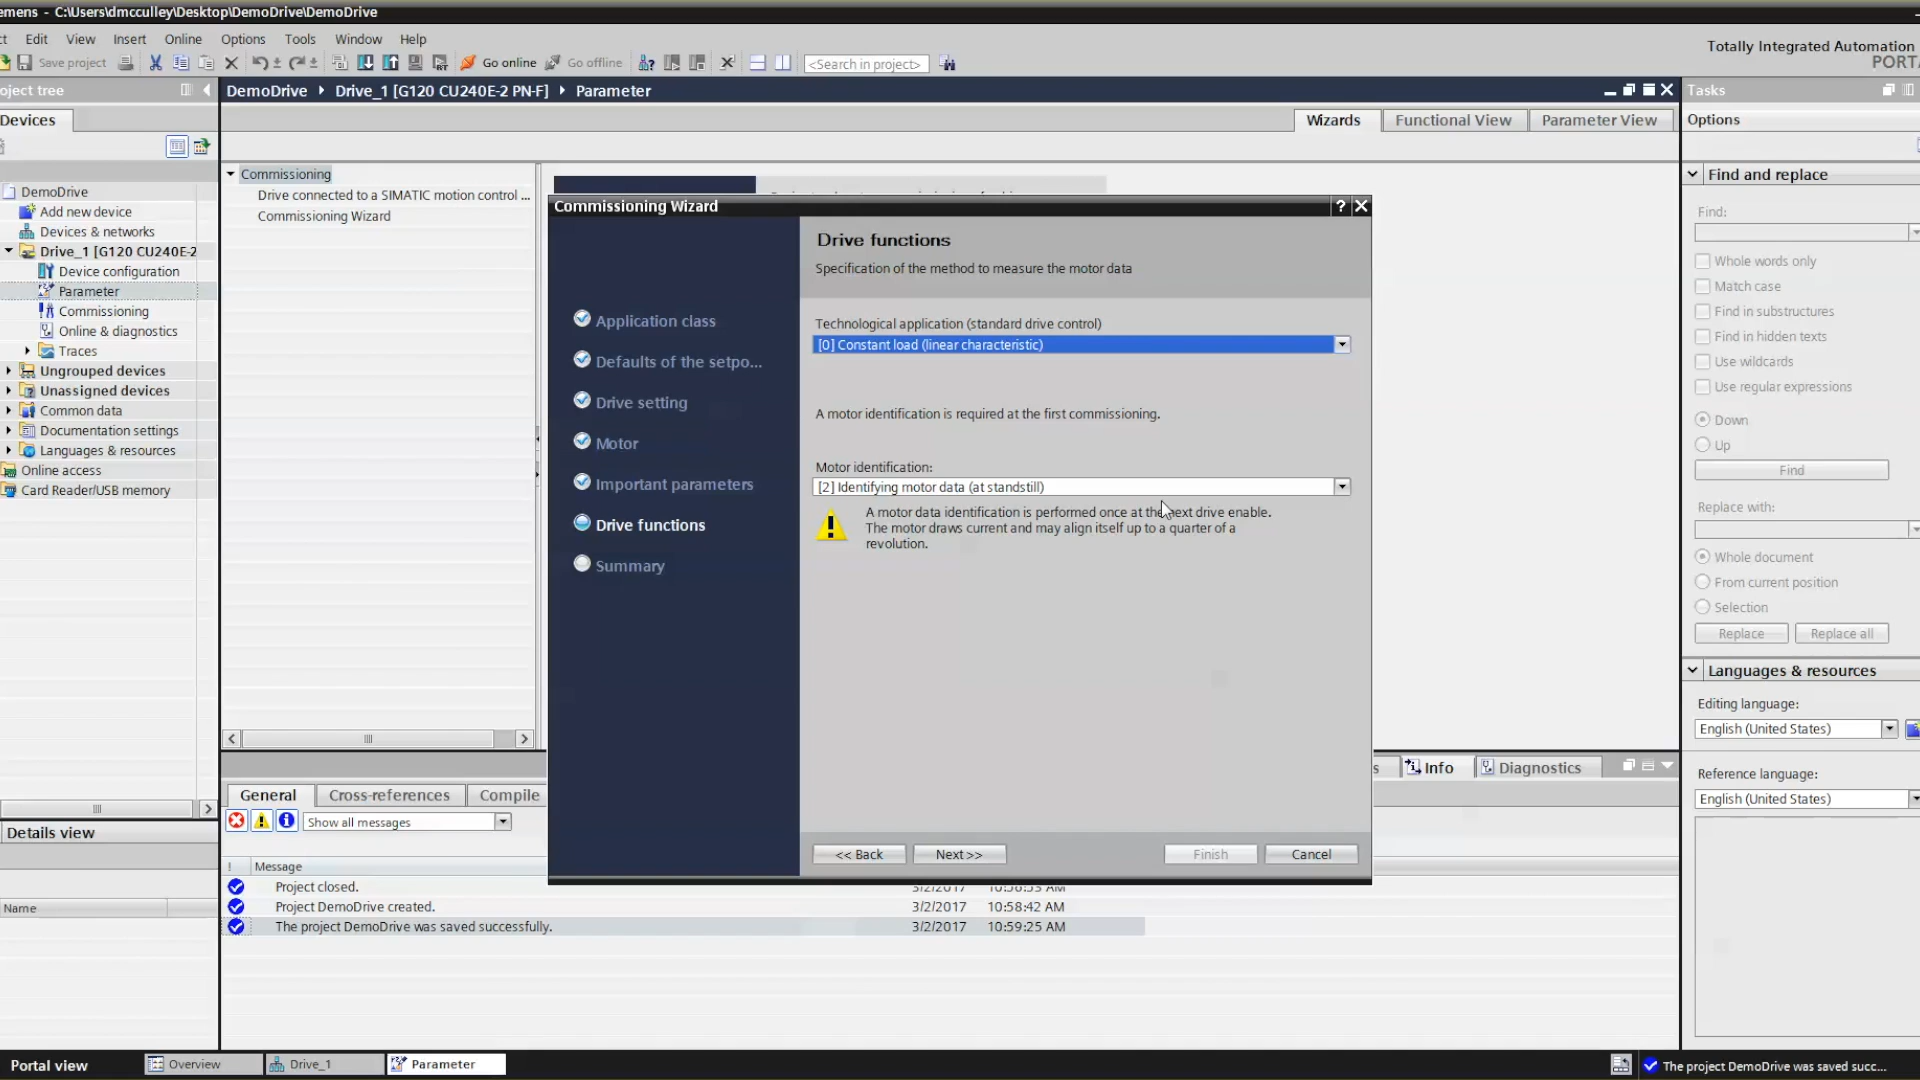 emens - C:\Users\dmcculley\Desktop\DemoDrive\DemoDrive
ct Edit View Insert Online Options Tools Window Help
Totally Integrated Automation
PORTA
Save project
Go online
Go offline
<Search in project>
oject tree
DemoDrive
Drive_1 [G120 CU240E-2 PN-F]
Parameter
Tasks
Devices
Wizards
Functional View
Parameter View
Options
DemoDrive
Add new device
Devices & networks
Drive_1 [G120 CU240E-2
Device configuration
Parameter
Commissioning
Online & diagnostics
Traces
Ungrouped devices
Unassigned devices
Common data
Documentation settings
Languages & resources
Online access
Card Reader/USB memory
Commissioning
Drive connected to a SIMATIC motion control ...
Commissioning Wizard
Commissioning Wizard
? X
Application class
Defaults of the setpo...
Drive setting
Motor
Important parameters
Drive functions
Summary
Drive functions
Specification of the method to measure the motor data
Technological application (standard drive control)
[0] Constant load (linear characteristic)
A motor identification is required at the first commissioning.
Motor identification:
[2] Identifying motor data (at standstill)
A motor data identification is performed once at the next drive enable.
The motor draws current and may align itself up to a quarter of a
revolution.
<< Back
Next >>
Finish
Cancel
Find and replace
Find:
Whole words only
Match case
Find in substructures
Find in hidden texts
Use wildcards
Use regular expressions
Down
Up
Find
Replace with:
Whole document
From current position
Selection
Replace
Replace all
Languages & resources
Editing language:
English (United States)
Reference language:
English (United States)
Details view
Name
s
Info
Diagnostics
General
Cross-references
Compile
Show all messages
! Message
Project closed. 3/2/2017
Project DemoDrive created. 3/2/2017 10:58:42 AM
The project DemoDrive was saved successfully. 3/2/2017 10:59:25 AM
Portal view
Overview
Drive_1
Parameter
The project DemoDrive was saved succ...